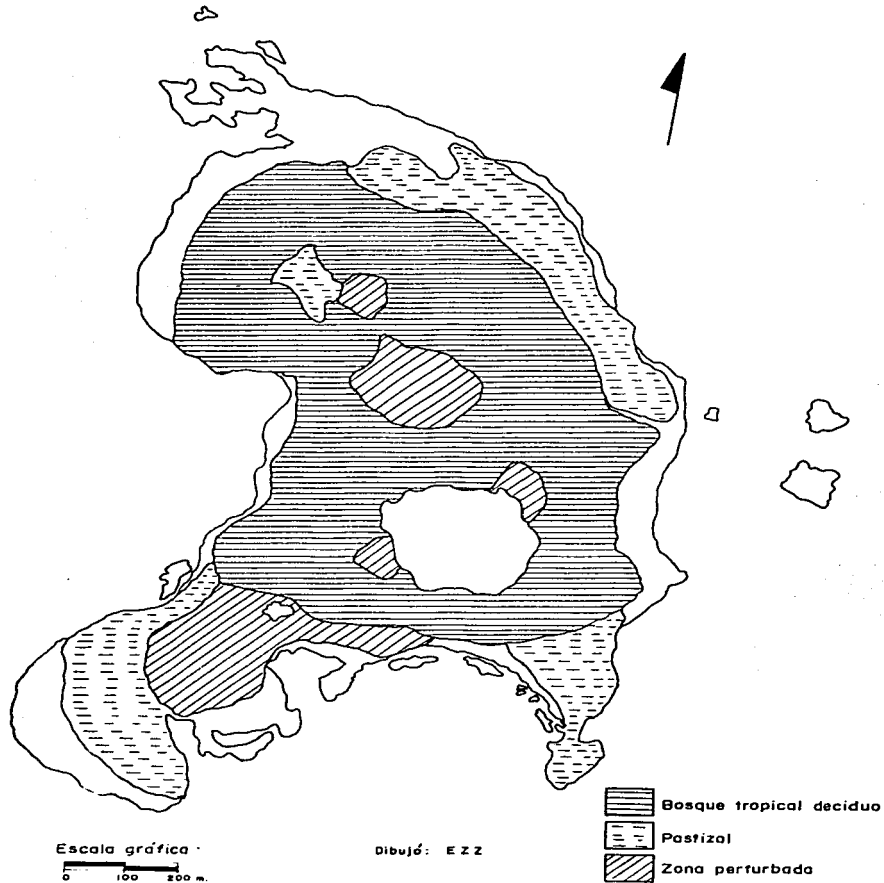 Bosque tropical deciduo
Pastizal
Zona perturbada
Escala gráfica
0 100 200 m.
Dibujó: EZZ